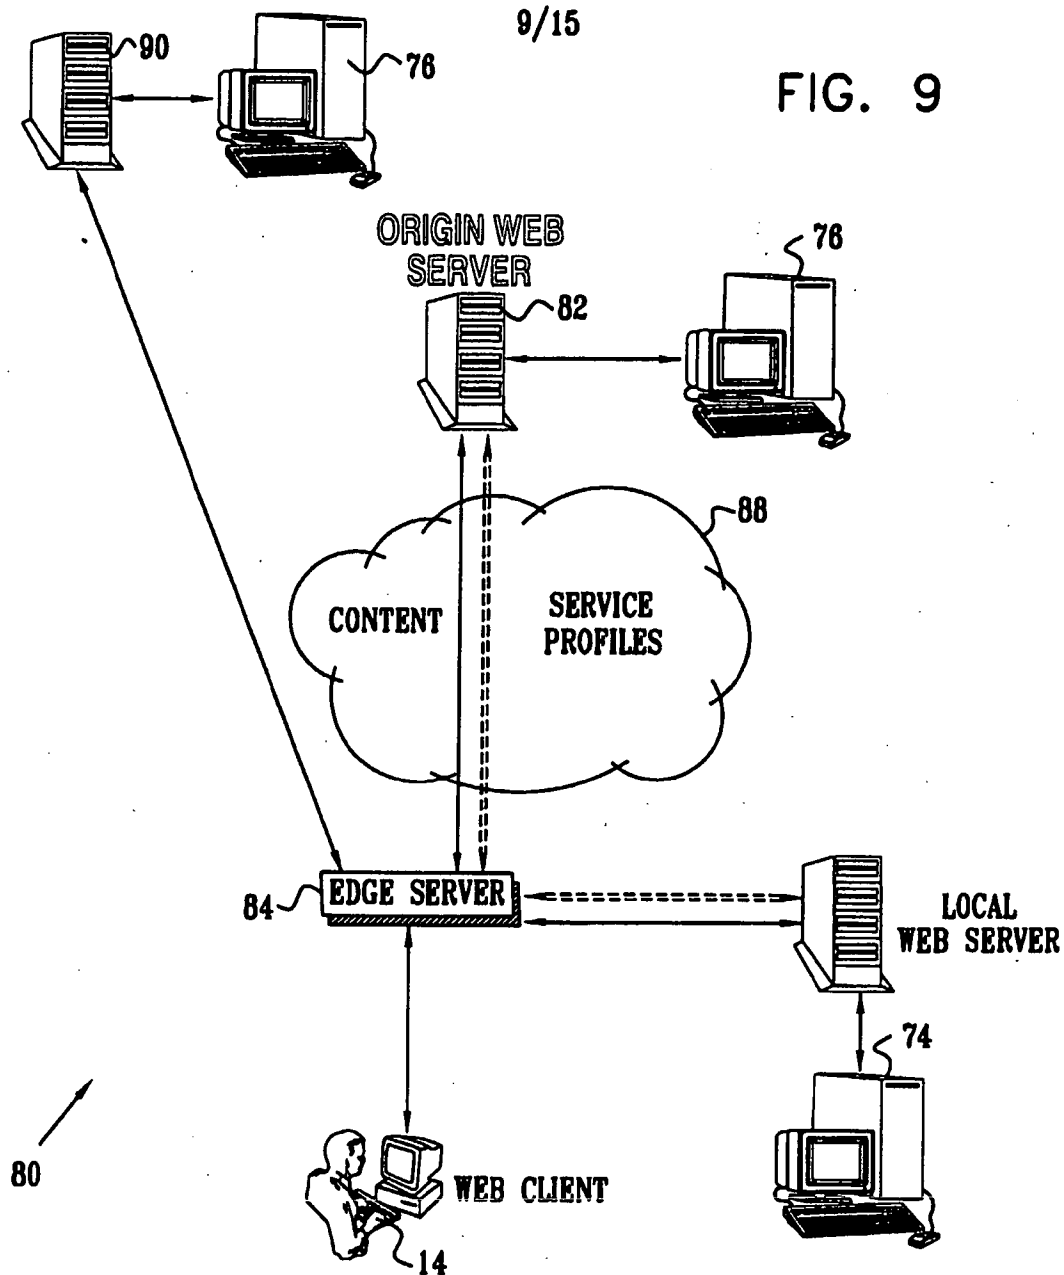 9/15
FIG. 9
90
76
ORIGIN WEB
SERVER
82
76
88
CONTENT
SERVICE
PROFILES
84
EDGE SERVER
LOCAL
WEB SERVER
74
80
WEB CLIENT
14